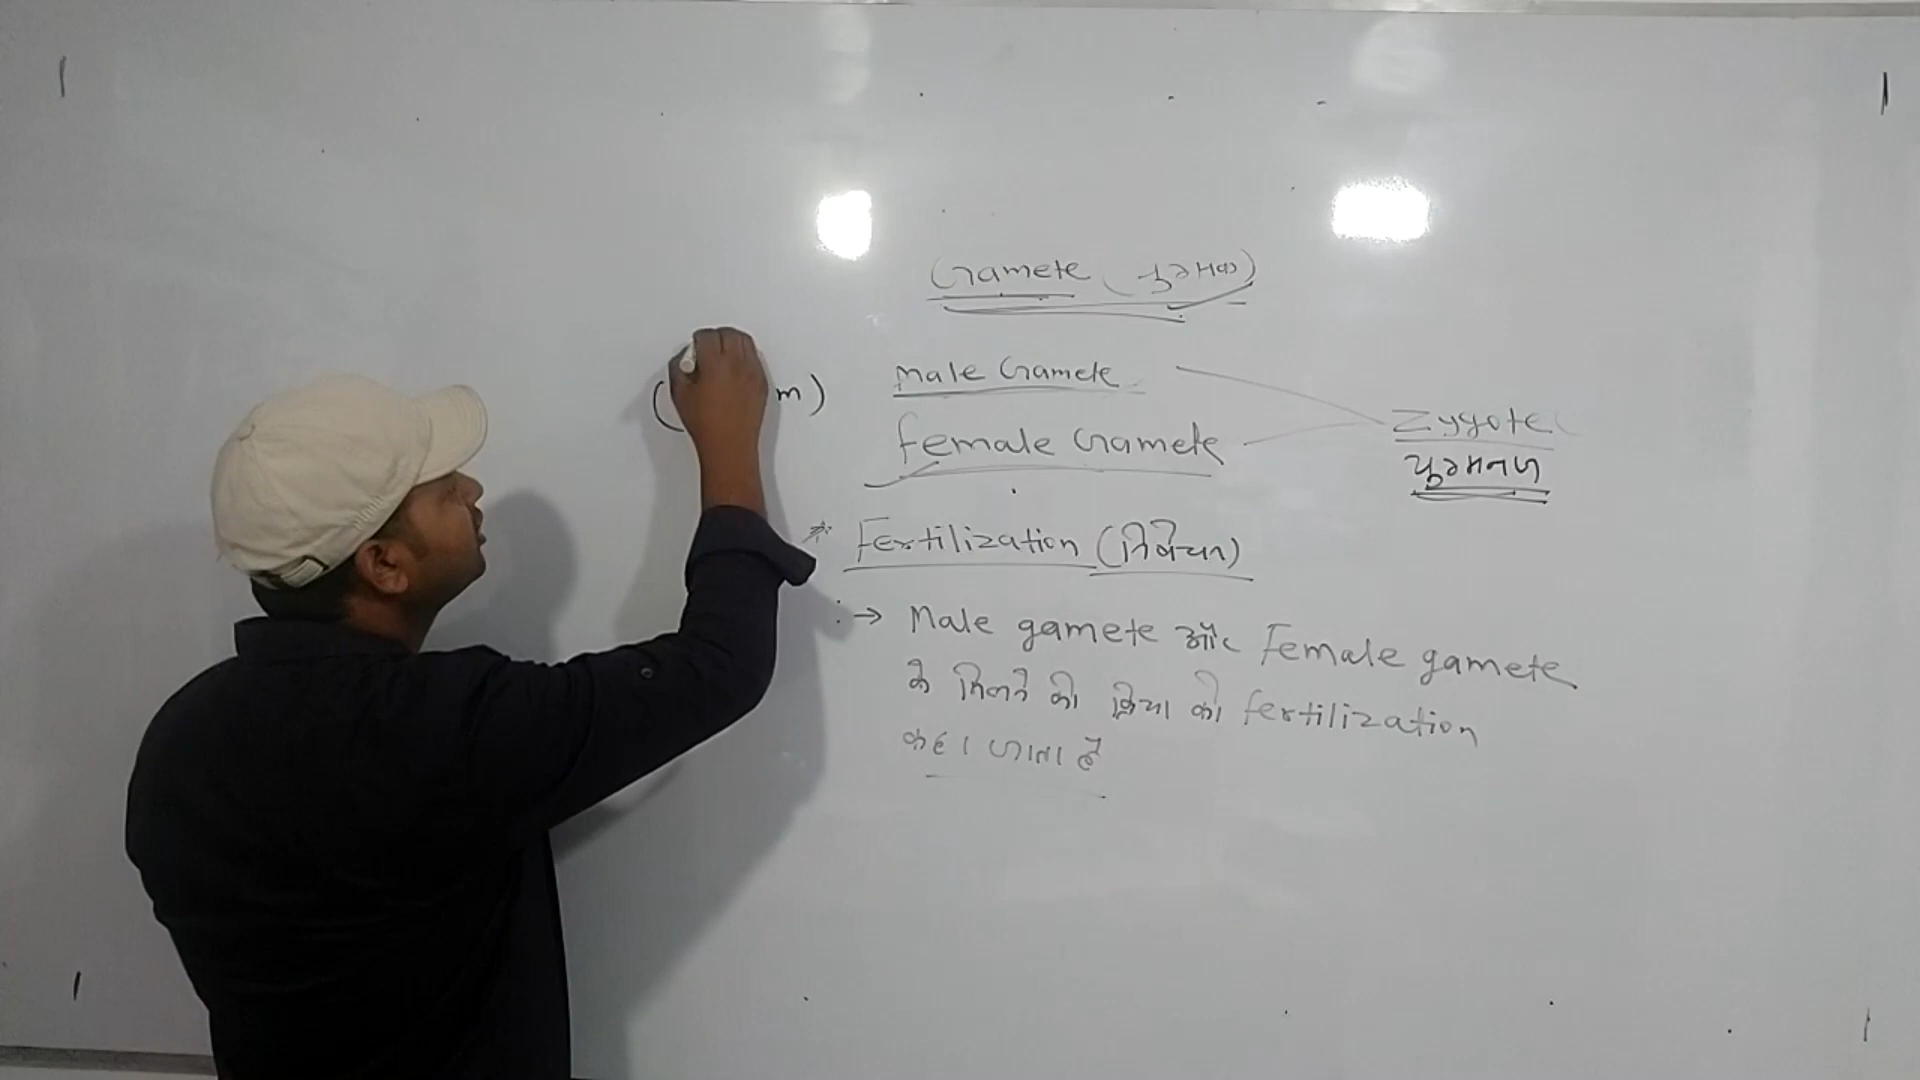 Gamete (युग्मक)
Male Gamete
m)
Female Gamete
Zygote
युग्मनज
* Fertilization (निषेचन)
:→ Male gamete और Female gamete
के मिलने की क्रिया को fertilization
कहा जाता है